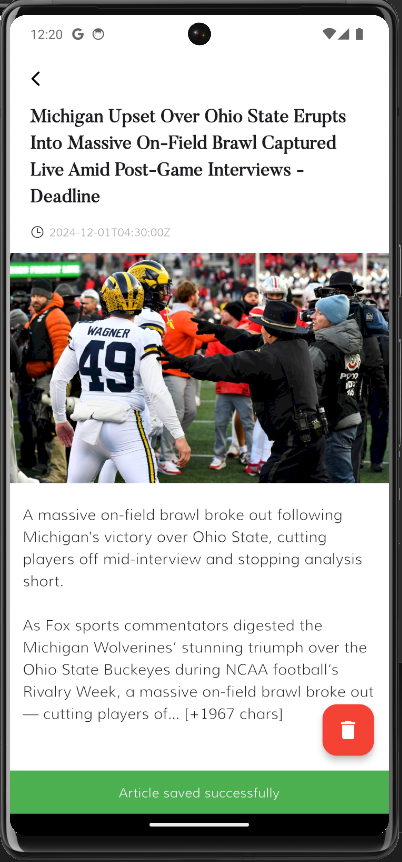 12:20
Michigan Upset Over Ohio State Erupts
Into Massive On-Field Brawl Captured
Live Amid Post-Game Interviews -
Deadline
2024-12-01T04:30:00Z
WAGNER
49
A massive on-field brawl broke out following
Michigan's victory over Ohio State, cutting
players off mid-interview and stopping analysis
short.
As Fox sports commentators digested the
Michigan Wolverines’ stunning triumph over the
Ohio State Buckeyes during NCAA football’s
Rivalry Week, a massive on-field brawl broke out
— cutting players of… [+1967 chars]
Article saved successfully